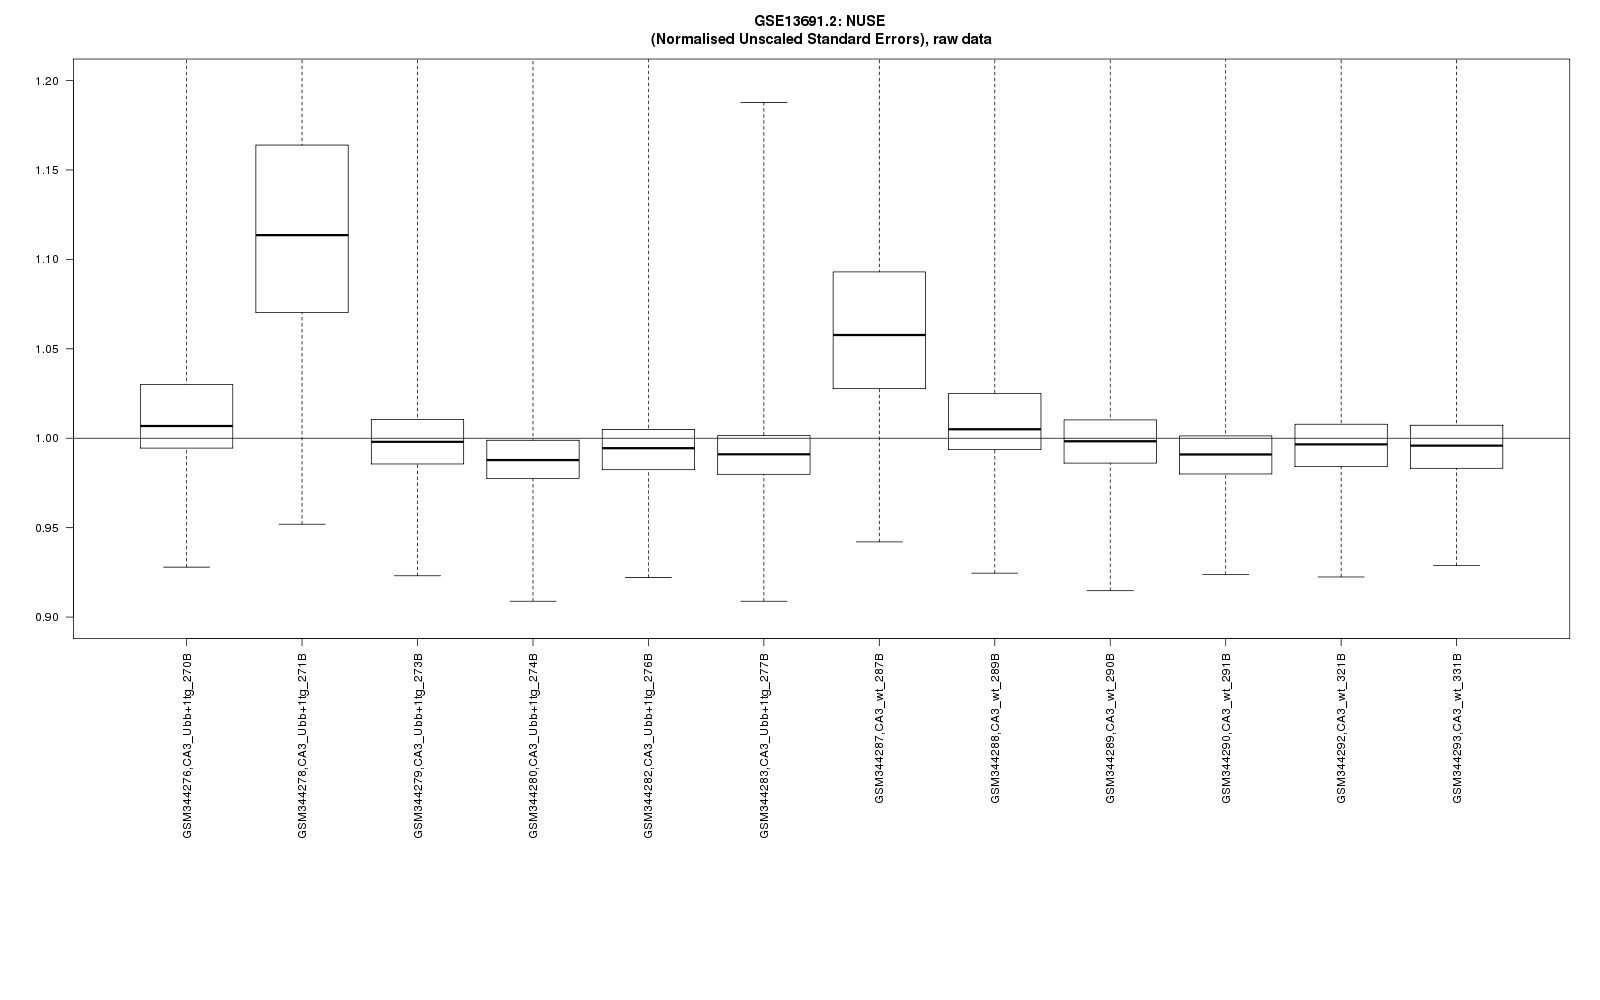 GSE13691.2: NUSE
(Normalised Unscaled Standard Errors), raw data
1.20
1.15
1.10
1.05
1.00
0.95
0.90
GSM344276,CA3_Ubb+1tg_270B
GSM344278,CA3_Ubb+1tg_271B
GSM344279,CA3_Ubb+1tg_273B
GSM344280,CA3_Ubb+1tg_274B
GSM344282,CA3_Ubb+1tg_276B
GSM344283,CA3_Ubb+1tg_277B
GSM344287,CA3_wt_287B
GSM344288,CA3_wt_289B
GSM344289,CA3_wt_290B
GSM344290,CA3_wt_291B
GSM344292,CA3_wt_321B
GSM344293,CA3_wt_331B